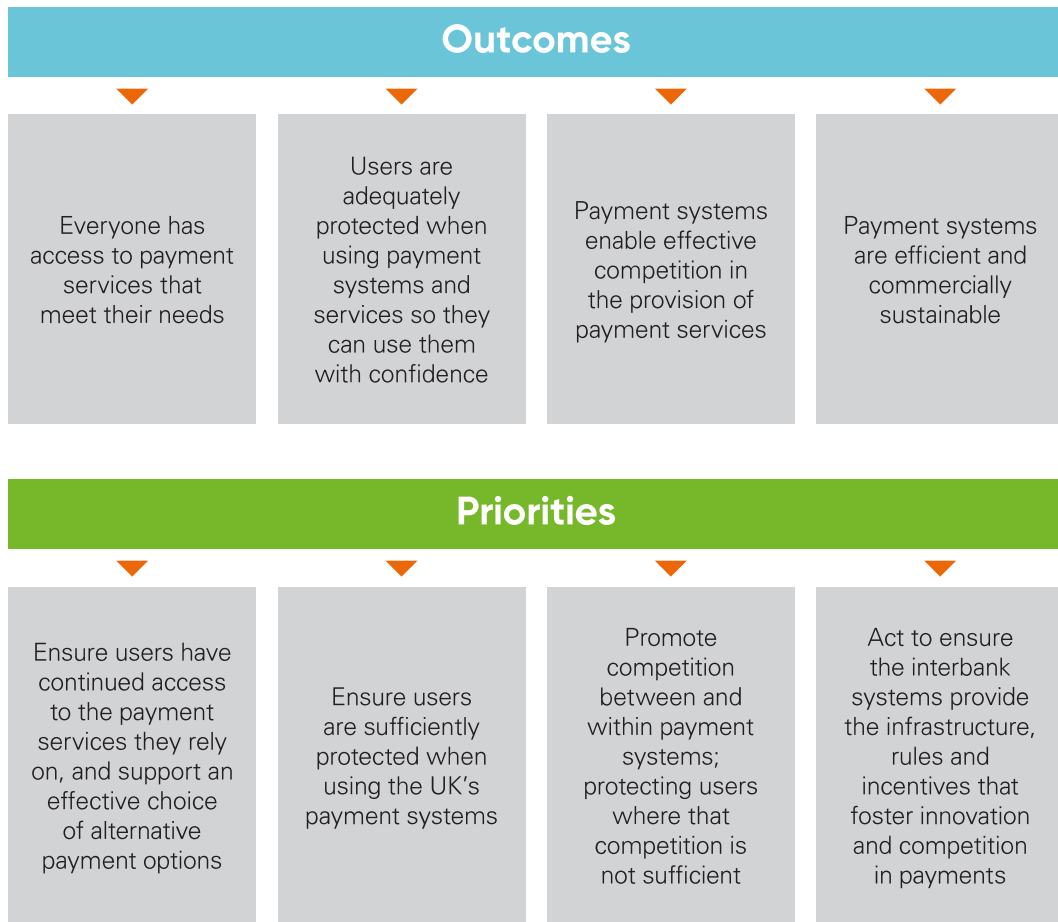 Outcomes
Everyone has
access to payment
services that
meet their needs
Users are
adequately
protected when
using payment
systems and
services so they
can use them
with confidence
Payment systems
enable effective
competition in
the provision of
payment services
Payment systems
are efficient and
commercially
sustainable
Priorities
Ensure users have
continued access
to the payment
services they rely
on, and support an
effective choice
of alternative
payment options
Ensure users
are sufficiently
protected when
using the UK’s
payment systems
Promote
competition
between and
within payment
systems;
protecting users
where that
competition is
not sufficient
Act to ensure
the interbank
systems provide
the infrastructure,
rules and
incentives that
foster innovation
and competition
in payments